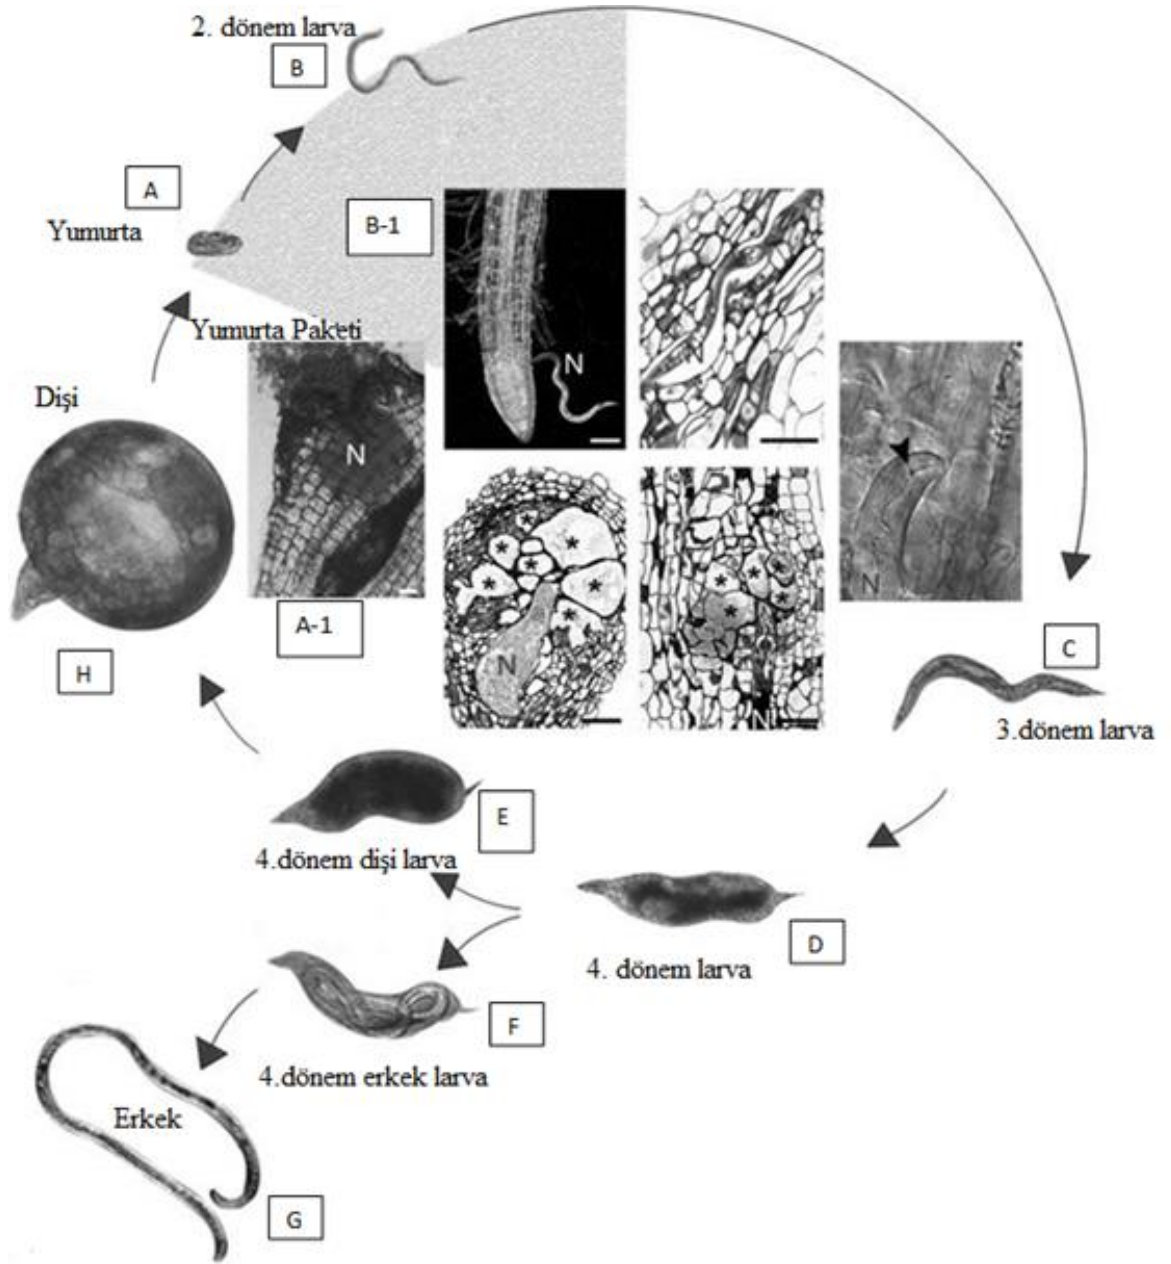 2. dönem larva
B
A
Yumurta
B-1
N
N
Yumurta Paketi
Dişi
N
N
A-1
H
N
* * * * * * *
N
* * * * *
C
3.dönem larva
E
4.dönem dişi larva
D
4. dönem larva
F
4.dönem erkek larva
Erkek
G